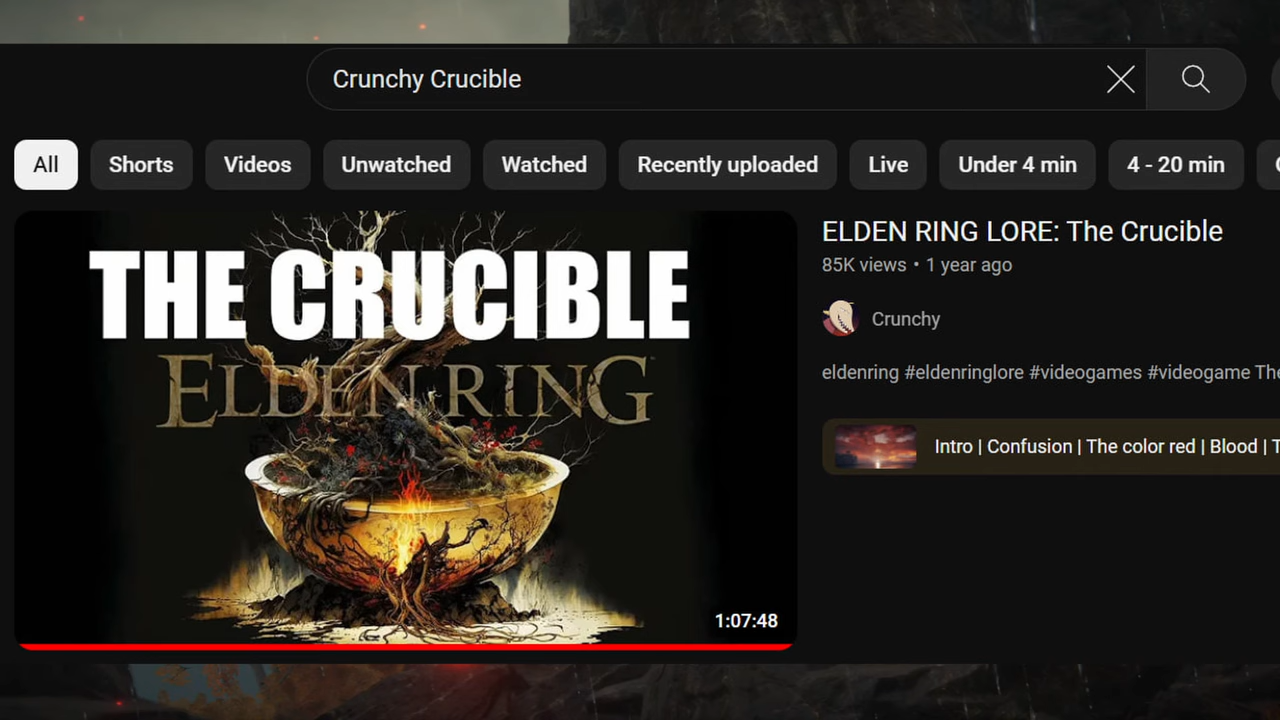 Crunchy Crucible
All
Shorts
Videos
Unwatched
Watched
Recently uploaded
Live
Under 4 min
4 - 20 min
THE CRUCIBLE
ELDEN RING
1:07:48
ELDEN RING LORE: The Crucible
85K views • 1 year ago
Crunchy
eldenring #eldenringlore #videogames #videogame The
Intro | Confusion | The color red | Blood | T